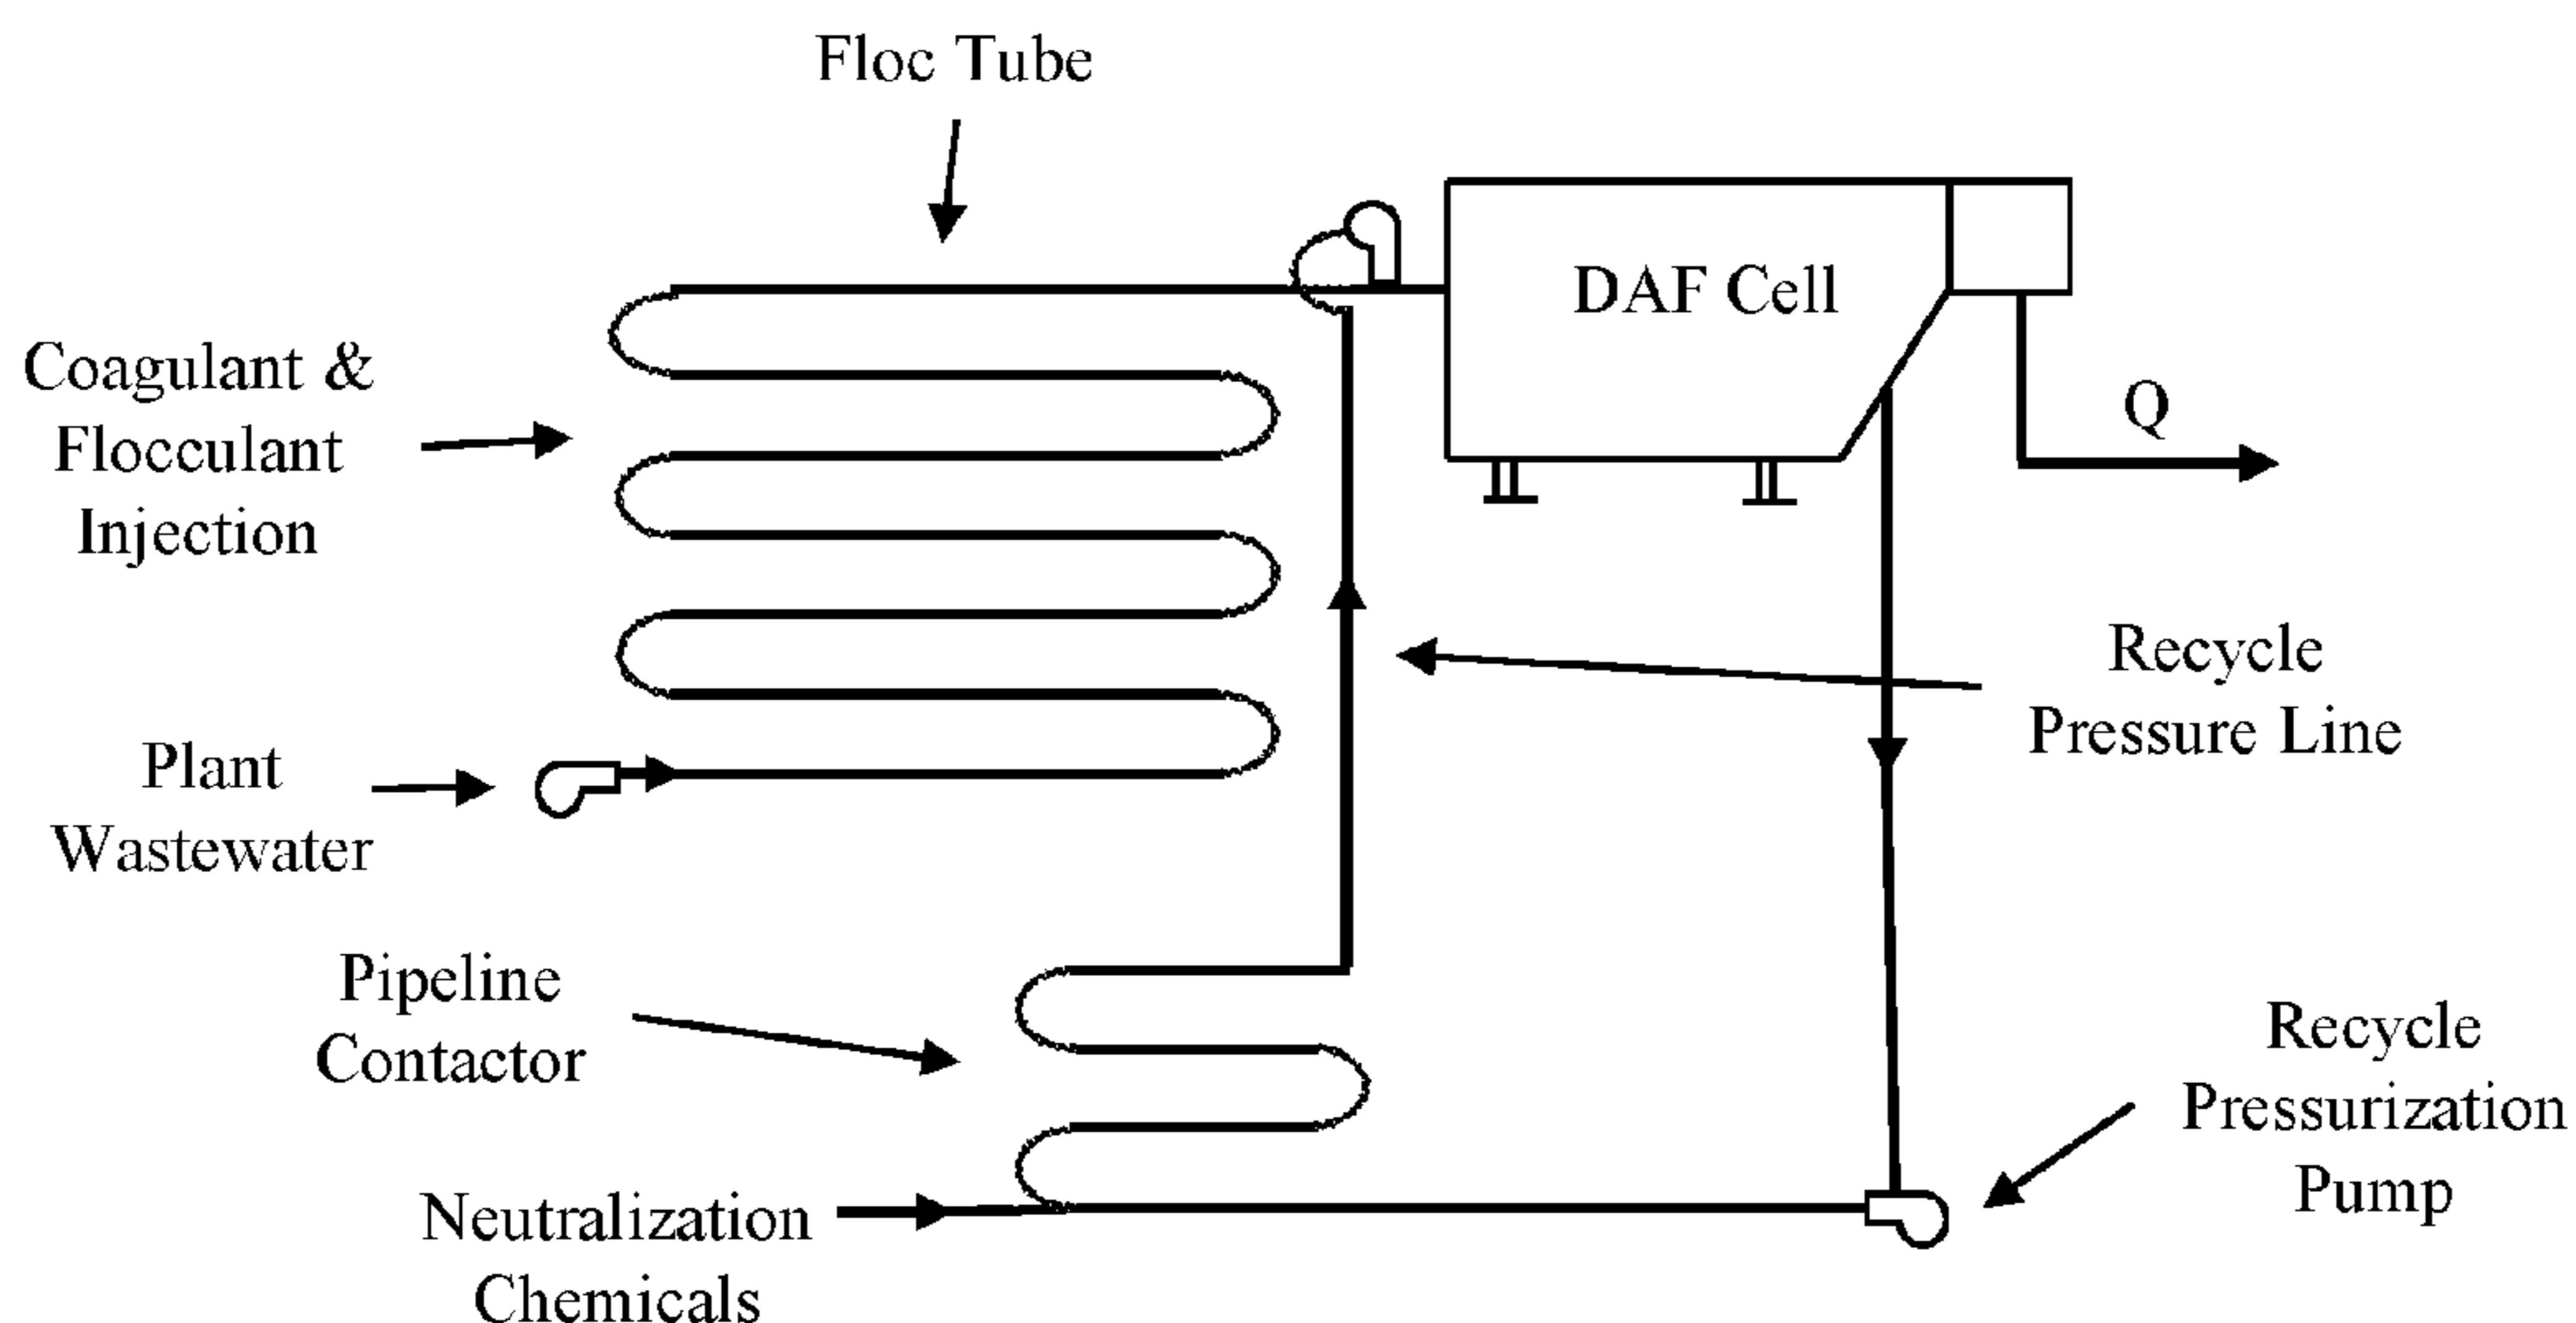 Floc Tube
DAF Cell
Coagulant &
Flocculant
Injection
Q
Recycle
Pressure Line
Plant
Wastewater
Pipeline
Contactor
Recycle
Pressurization
Pump
Neutralization
Chemicals